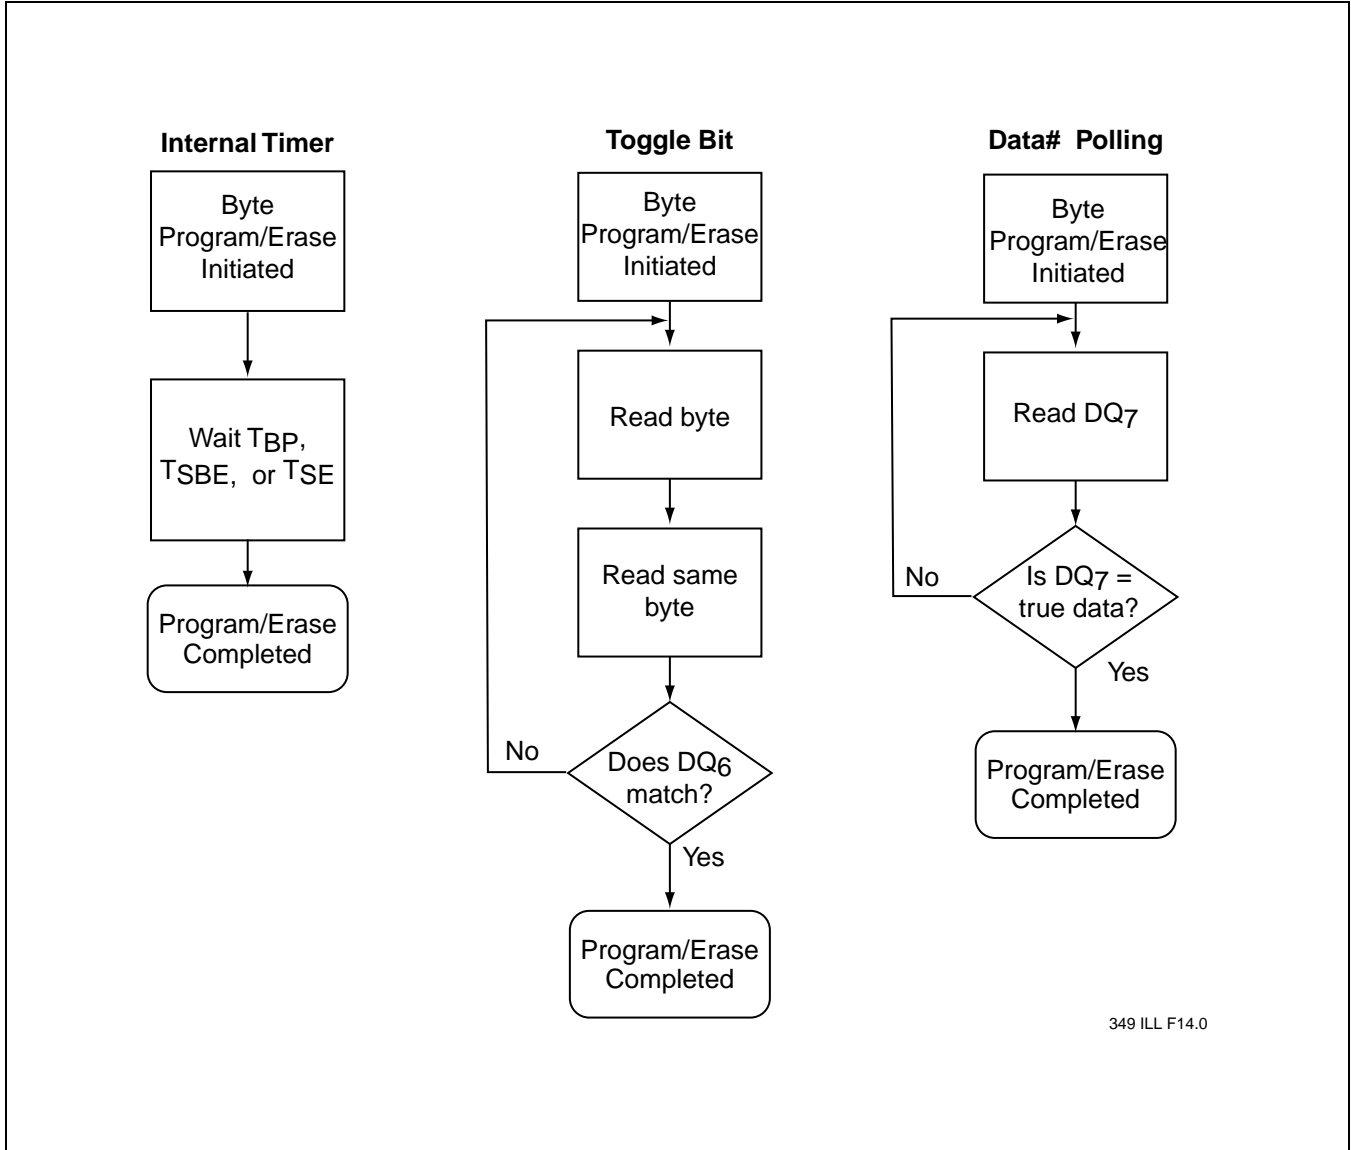 Internal Timer
Byte
Program/Erase
Initiated
Wait TBP,
TSBE, or TSE
Program/Erase
Completed
Toggle Bit
Byte
Program/Erase
Initiated
Read byte
Read same
byte
No
Does DQ6
match?
Yes
Program/Erase
Completed
Data# Polling
Byte
Program/Erase
Initiated
Read DQ7
No
Is DQ7 =
true data?
Yes
Program/Erase
Completed
349 ILL F14.0